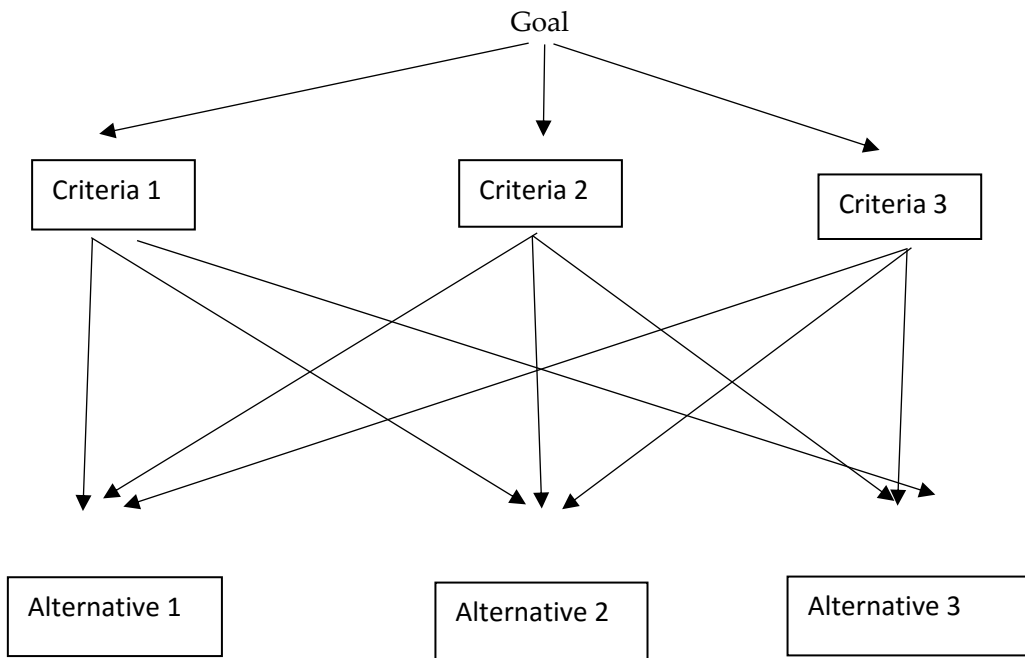 Goal
Criteria 1
Criteria 2
Criteria 3
Alternative 1
Alternative 2
Alternative 3